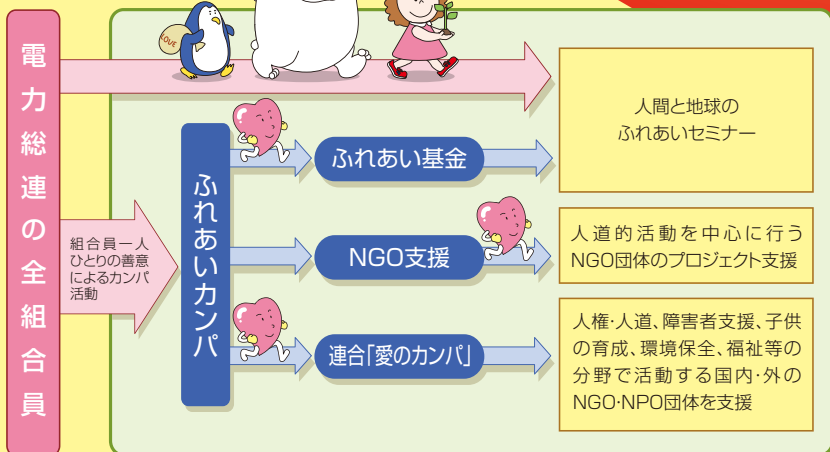 電力総連の全組合員
LOVE
人間と地球の
ふれあいセミナー
組合員一人
ひとりの善意
によるカンパ
活動
ふれあいカンパ
ふれあい基金
NGO支援
人道的活動を中心に行う
NGO団体のプロジェクト支援
連合「愛のカンパ」
人権・人道、障害者支援、子供
の育成、環境保全、福祉等の
分野で活動する国内・外の
NGO・NPO団体を支援